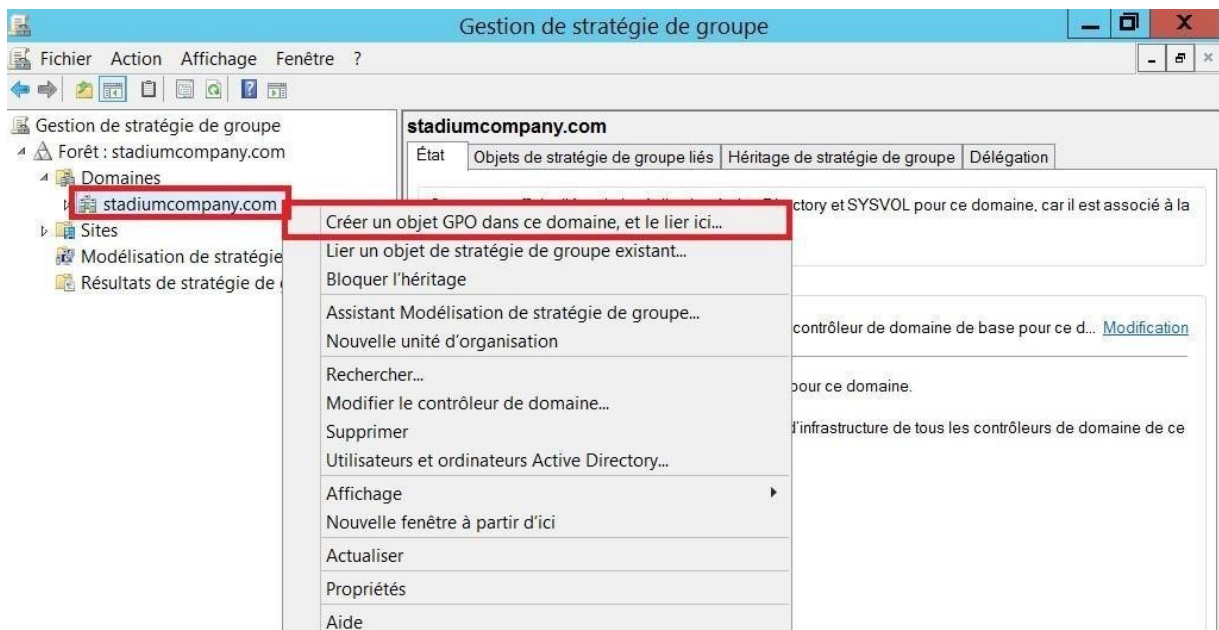 Gestion de stratégie de groupe
Fichier Action Affichage Fenêtre ?
Gestion de stratégie de groupe
Forêt : stadiumcompany.com
Domaines
stadiumcompany.com
Sites
Modélisation de stratégie
Résultats de stratégie de
stadiumcompany.com
État
Objets de stratégie de groupe liés
Héritage de stratégie de groupe
Délégation
ctory et SYSVOL pour ce domaine, car il est associé à la
contrôleur de domaine de base pour ce d... Modification
pour ce domaine.
d'infrastructure de tous les contrôleurs de domaine de ce
Créer un objet GPO dans ce domaine, et le lier ici...
Lier un objet de stratégie de groupe existant...
Bloquer l'héritage
Assistant Modélisation de stratégie de groupe...
Nouvelle unité d'organisation
Rechercher...
Modifier le contrôleur de domaine...
Supprimer
Utilisateurs et ordinateurs Active Directory...
Affichage
Nouvelle fenêtre à partir d'ici
Actualiser
Propriétés
Aide